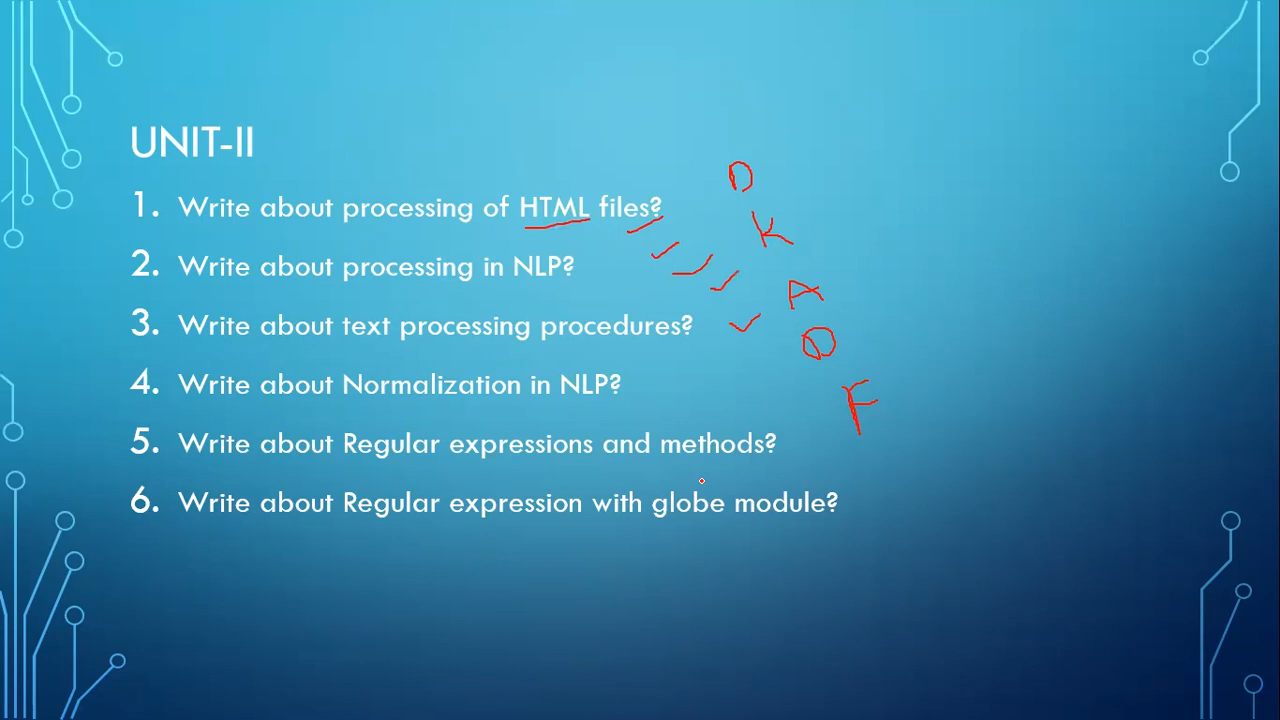 UNIT-II
1. Write about processing of HTML files?
2. Write about processing in NLP?
3. Write about text processing procedures?
4. Write about Normalization in NLP?
5. Write about Regular expressions and methods?
6. Write about Regular expression with globe module?
D
K
A
F